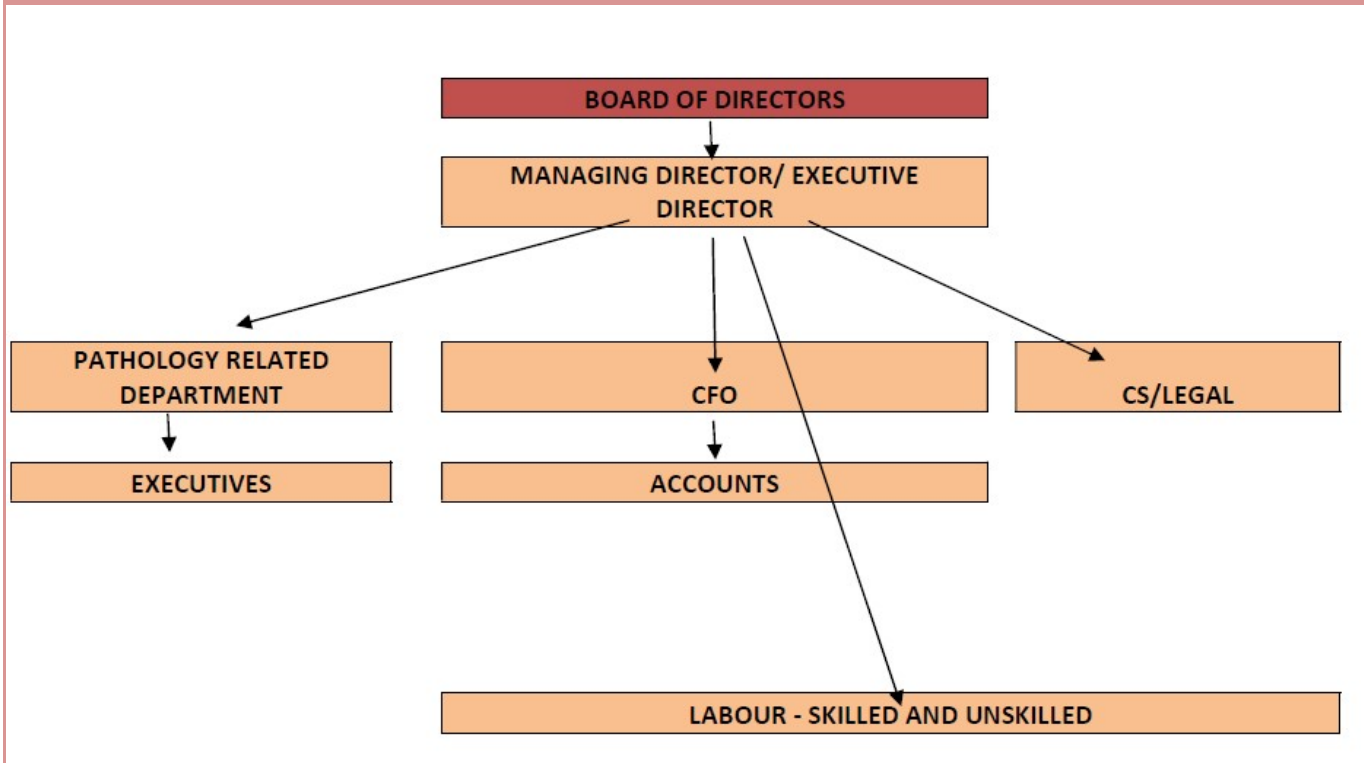 BOARD OF DIRECTORS
MANAGING DIRECTOR/ EXECUTIVE
DIRECTOR
PATHOLOGY RELATED
DEPARTMENT
CFO
CS/LEGAL
EXECUTIVES
ACCOUNTS
LABOUR - SKILLED AND UNSKILLED